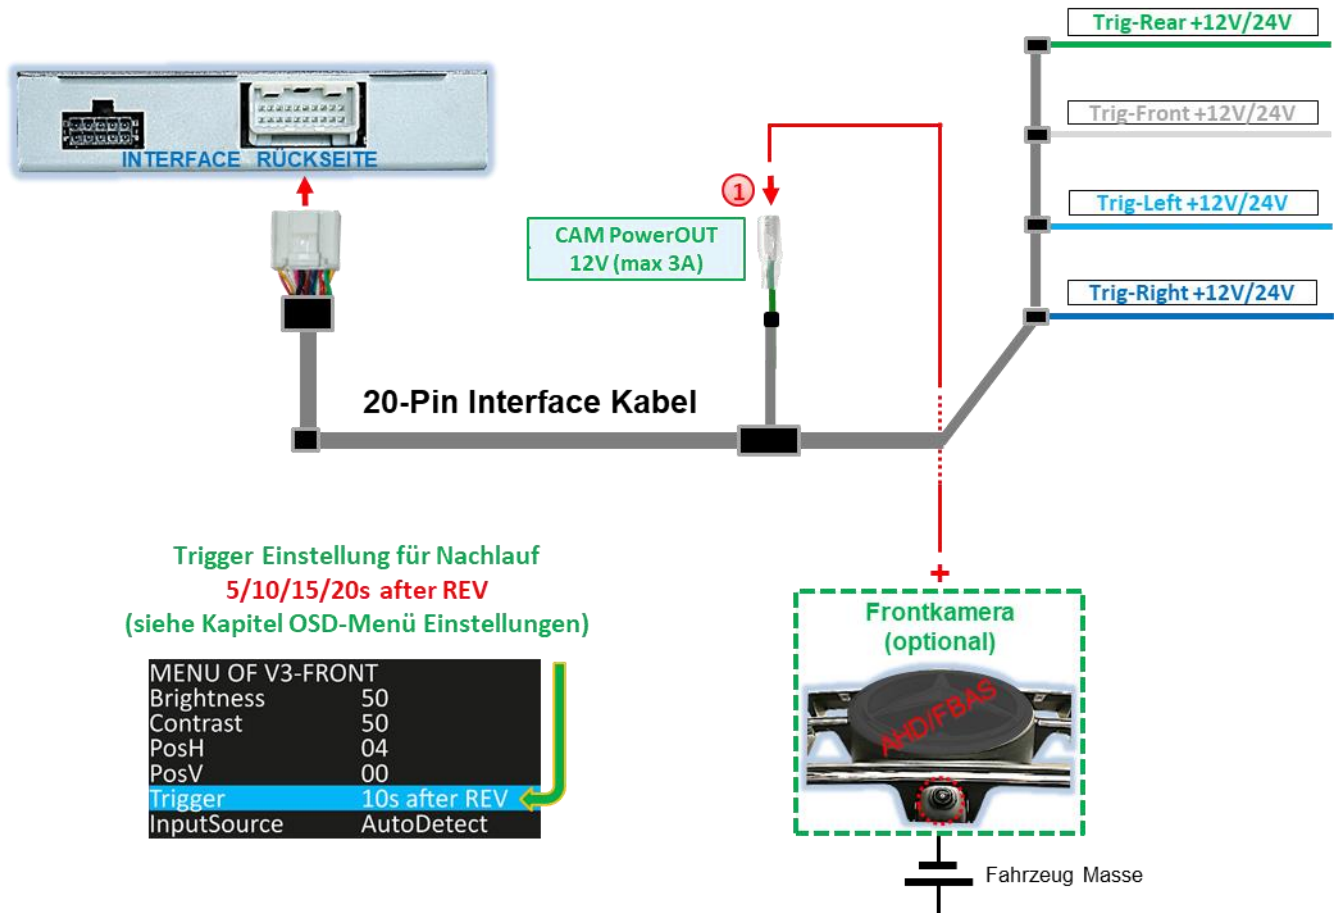 Trig-Rear +12V/24V
Trig-Front +12V/24V
INTERFACE RÜCKSEITE
1
Trig-Left +12V/24V
CAM PowerOUT
12V (max 3A)
Trig-Right +12V/24V
20-Pin Interface Kabel
Trigger Einstellung für Nachlauf
5/10/15/20s after REV
(siehe Kapitel OSD-Menü Einstellungen)
+
Frontkamera
(optional)
AHD/FBAS
MENU OF V3-FRONT
Brightness 50
Contrast 50
PosH 04
PosV 00
Trigger 10s after REV
InputSource AutoDetect
Fahrzeug Masse